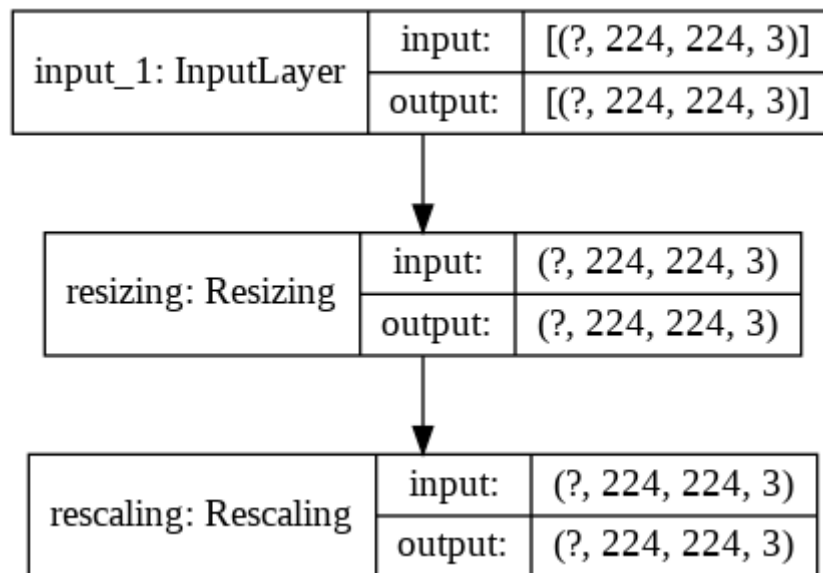 input_1: InputLayer
input: [(?, 224, 224, 3)]
output: [(?, 224, 224, 3)]
resizing: Resizing
input: (?, 224, 224, 3)
output: (?, 224, 224, 3)
rescaling: Rescaling
input: (?, 224, 224, 3)
output: (?, 224, 224, 3)